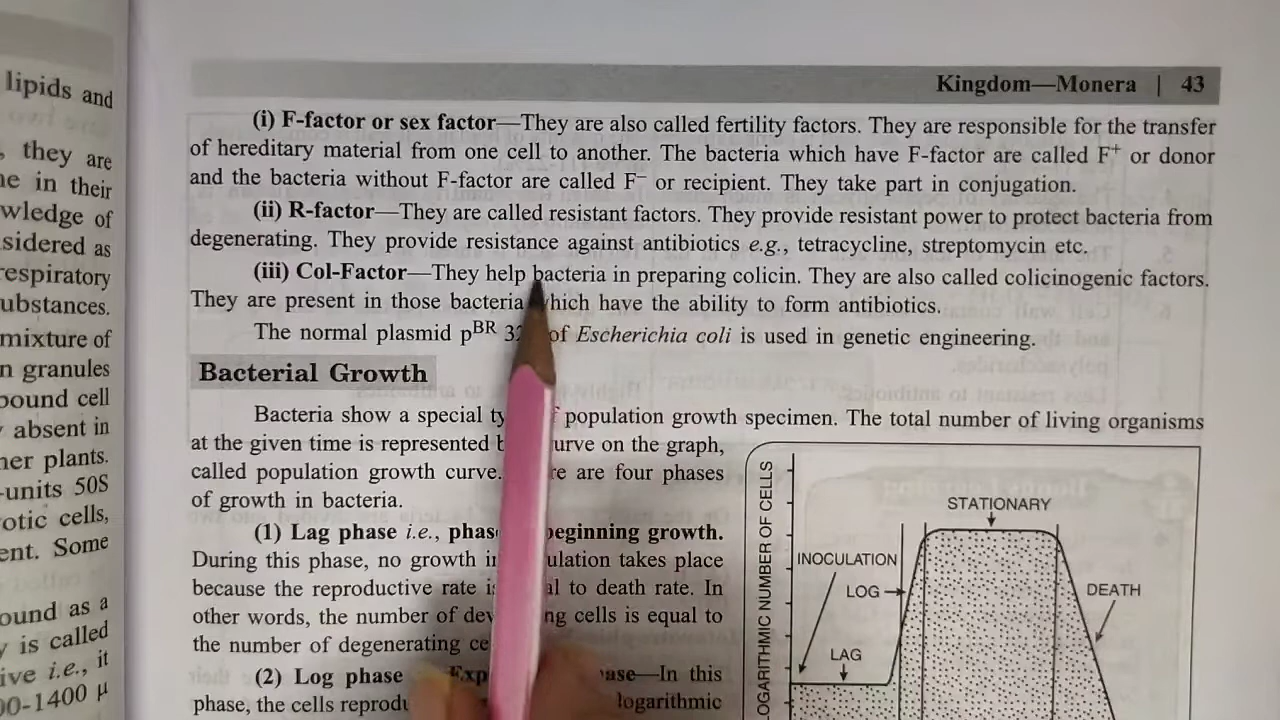 lipids and
they are
in their
wledge of
sidered as
respiratory
ubstances.
mixture of
n granules
ound cell
absent in
her plants.
-units 50S
otic cells,
ent. Some
ound as a
y is called
ive i.e., it
00-1400 µ
Kingdom—Monera | 43
(i) F-factor or sex factor—They are also called fertility factors. They are responsible for the transfer
of hereditary material from one cell to another. The bacteria which have F-factor are called F+ or donor
and the bacteria without F-factor are called F− or recipient. They take part in conjugation.
(ii) R-factor—They are called resistant factors. They provide resistant power to protect bacteria from
degenerating. They provide resistance against antibiotics e.g., tetracycline, streptomycin etc.
(iii) Col-Factor—They help bacteria in preparing colicin. They are also called colicinogenic factors.
They are present in those bacteria which have the ability to form antibiotics.
The normal plasmid pBR 32 of Escherichia coli is used in genetic engineering.
Bacterial Growth
Bacteria show a special ty f population growth specimen. The total number of living organisms
at the given time is represented b urve on the graph,
called population growth curve. re are four phases
of growth in bacteria.
(1) Lag phase i.e., phas beginning growth.
During this phase, no growth in ulation takes place
because the reproductive rate is al to death rate. In
other words, the number of dev ng cells is equal to
the number of degenerating ce
(2) Log phase Exp ase—In this
phase, the cells reprodu logarithmic
LOGARITHMIC NUMBER OF CELLS
STATIONARY
INOCULATION
LOG
DEATH
LAG